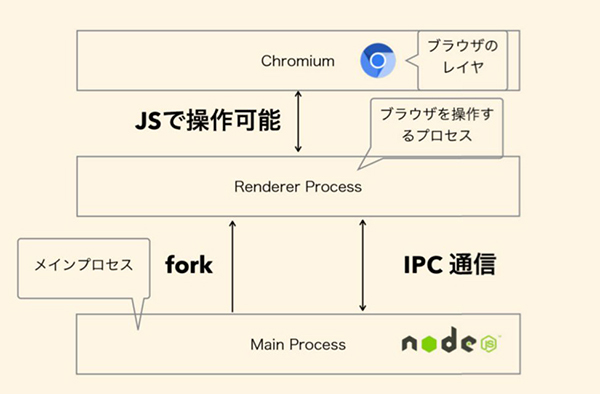 Chromium
ブラウザの
レイヤ
JSで操作可能
ブラウザを操作す
るプロセス
Renderer Process
メインプロセス
fork
IPC 通信
Main Process
node
JS